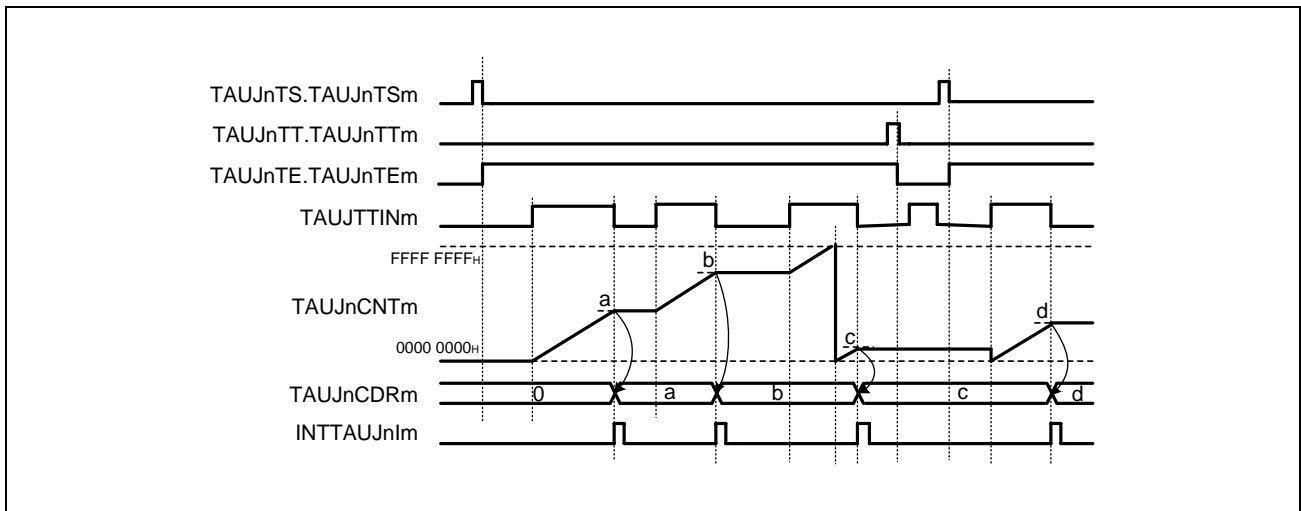 TAUJnTS.TAUJnTSm
TAUJnTT.TAUJnTTm
TAUJnTE.TAUJnTEm
TAUJTTINm
FFFF FFFFH
b
a
d
TAUJnCNTm
c
0000 0000H
TAUJnCDRm 0 a b c d
INTTAUJnIm